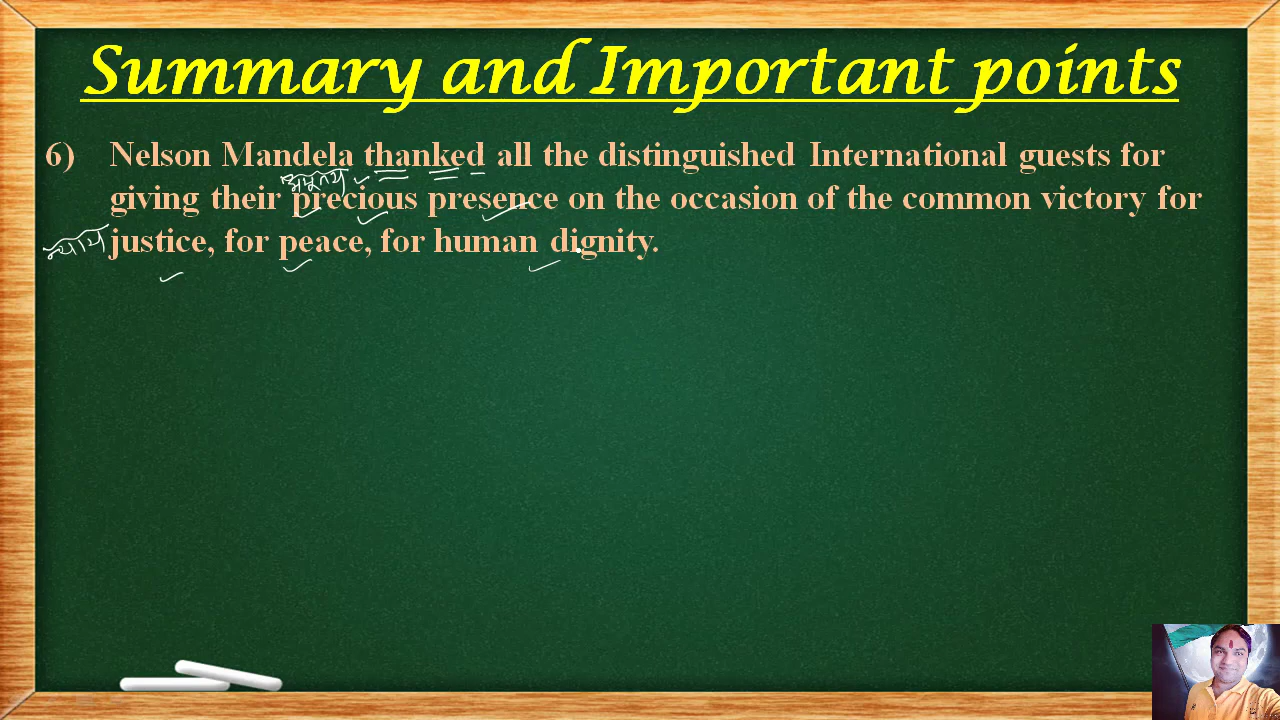 Summary and Important points
6) Nelson Mandela thanked all the distinguished International guests for
अमूल्य
giving their precious presence on the occasion of the common victory for
न्याय justice, for peace, for human dignity.